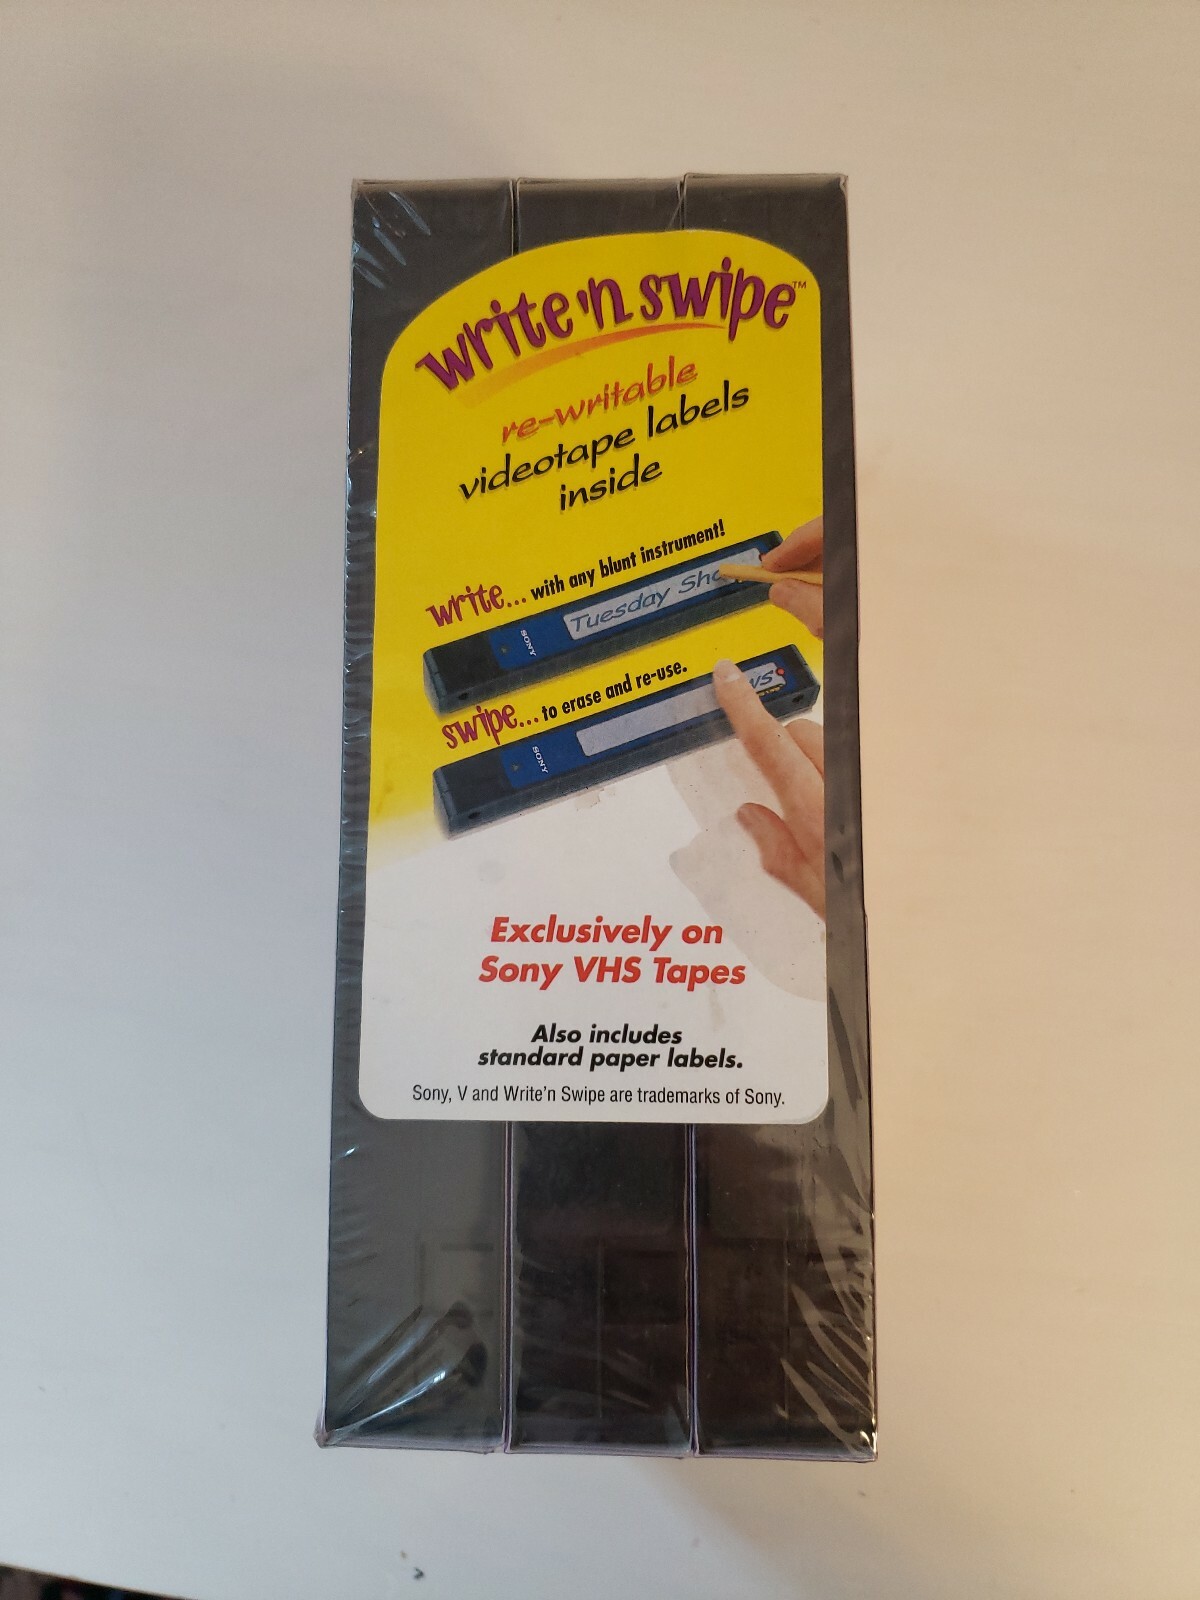 write 'n swipe™
re-writable
videotape labels
inside
write... with any blunt instrument!
Tuesday Sho
SONY
swipe... to erase and re-use.
ws
SONY
Exclusively on
Sony VHS Tapes
Also includes
standard paper labels.
Sony, V and Write'n Swipe are trademarks of Sony.